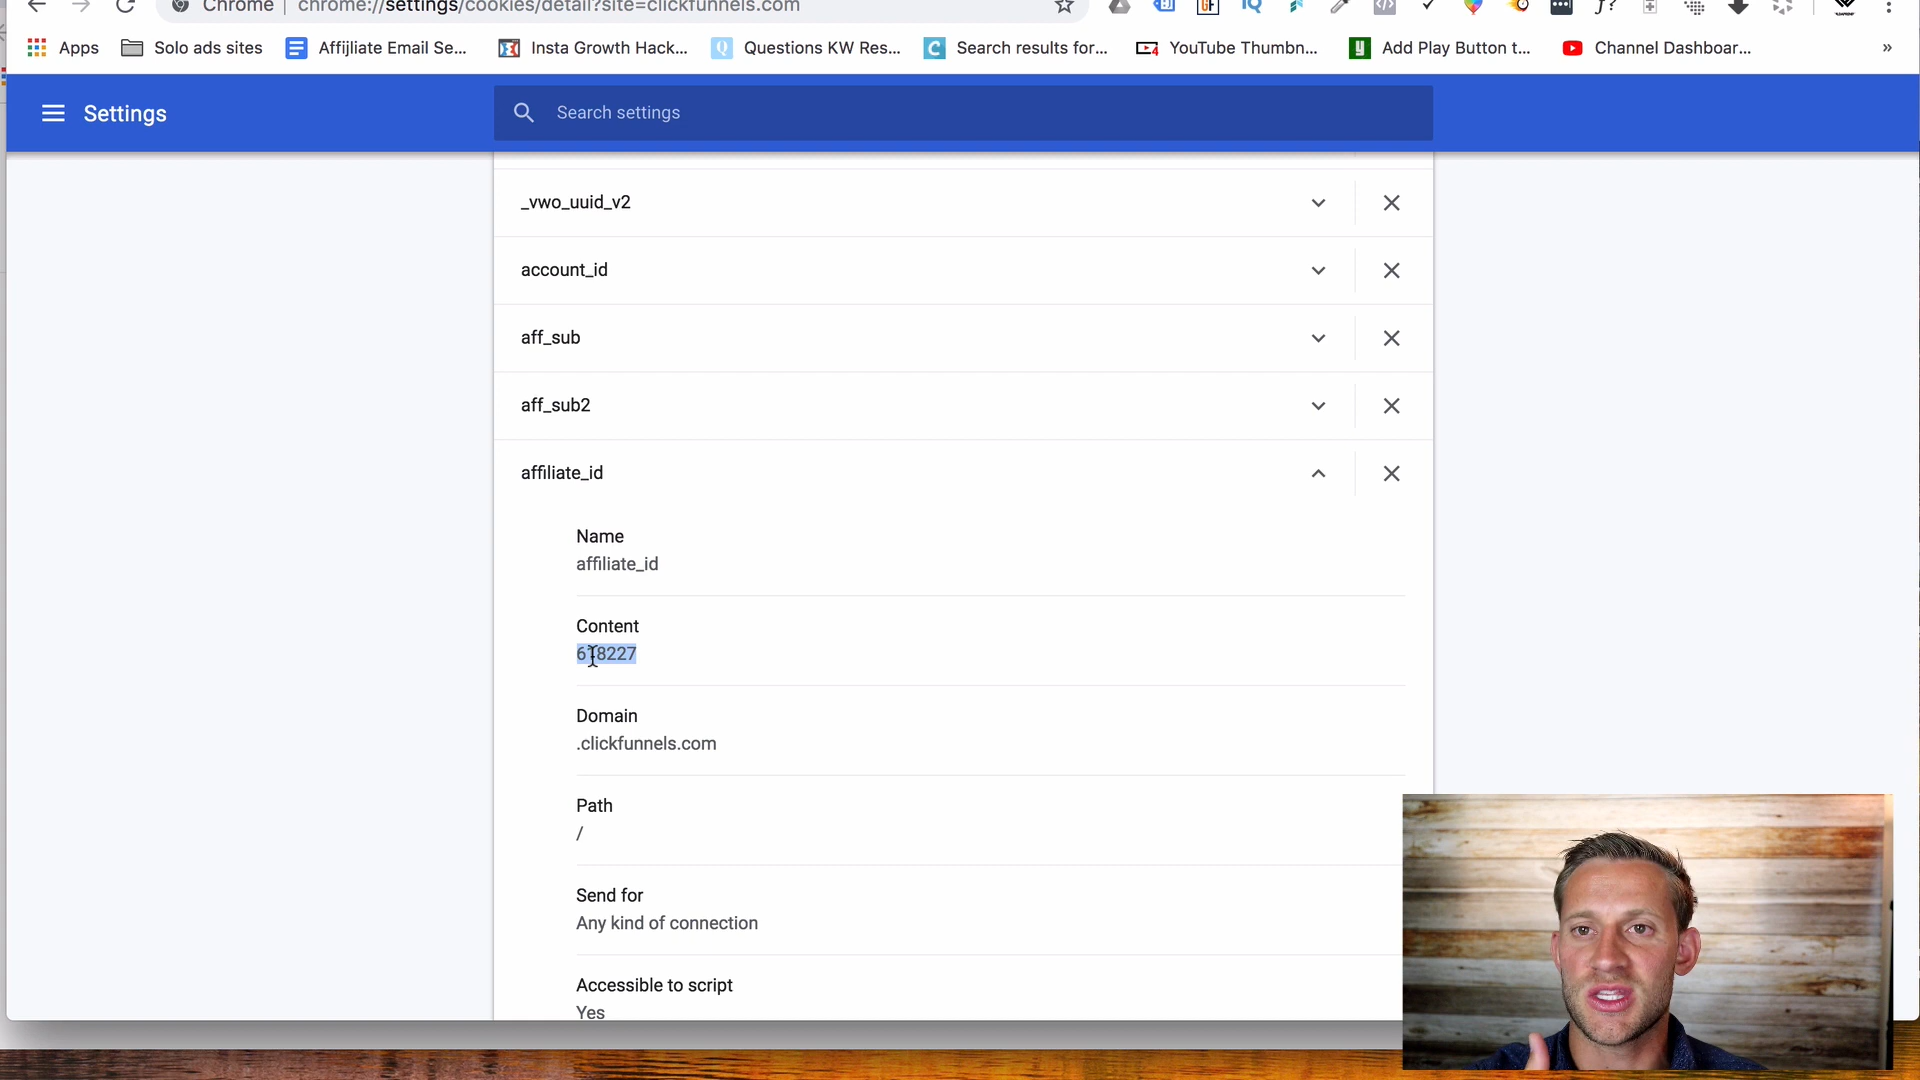 Chrome | chrome://settings/cookies/detail?site=clickfunnels.com
Apps Solo ads sites Affijliate Email Se... Insta Growth Hack... Questions KW Res... Search results for... YouTube Thumbn... Add Play Button t... Channel Dashboar... »
Settings Search settings
_vwo_uuid_v2
account_id
aff_sub
aff_sub2
affiliate_id
Name
affiliate_id
Content
618227
Domain
.clickfunnels.com
Path
/
Send for
Any kind of connection
Accessible to script
Yes